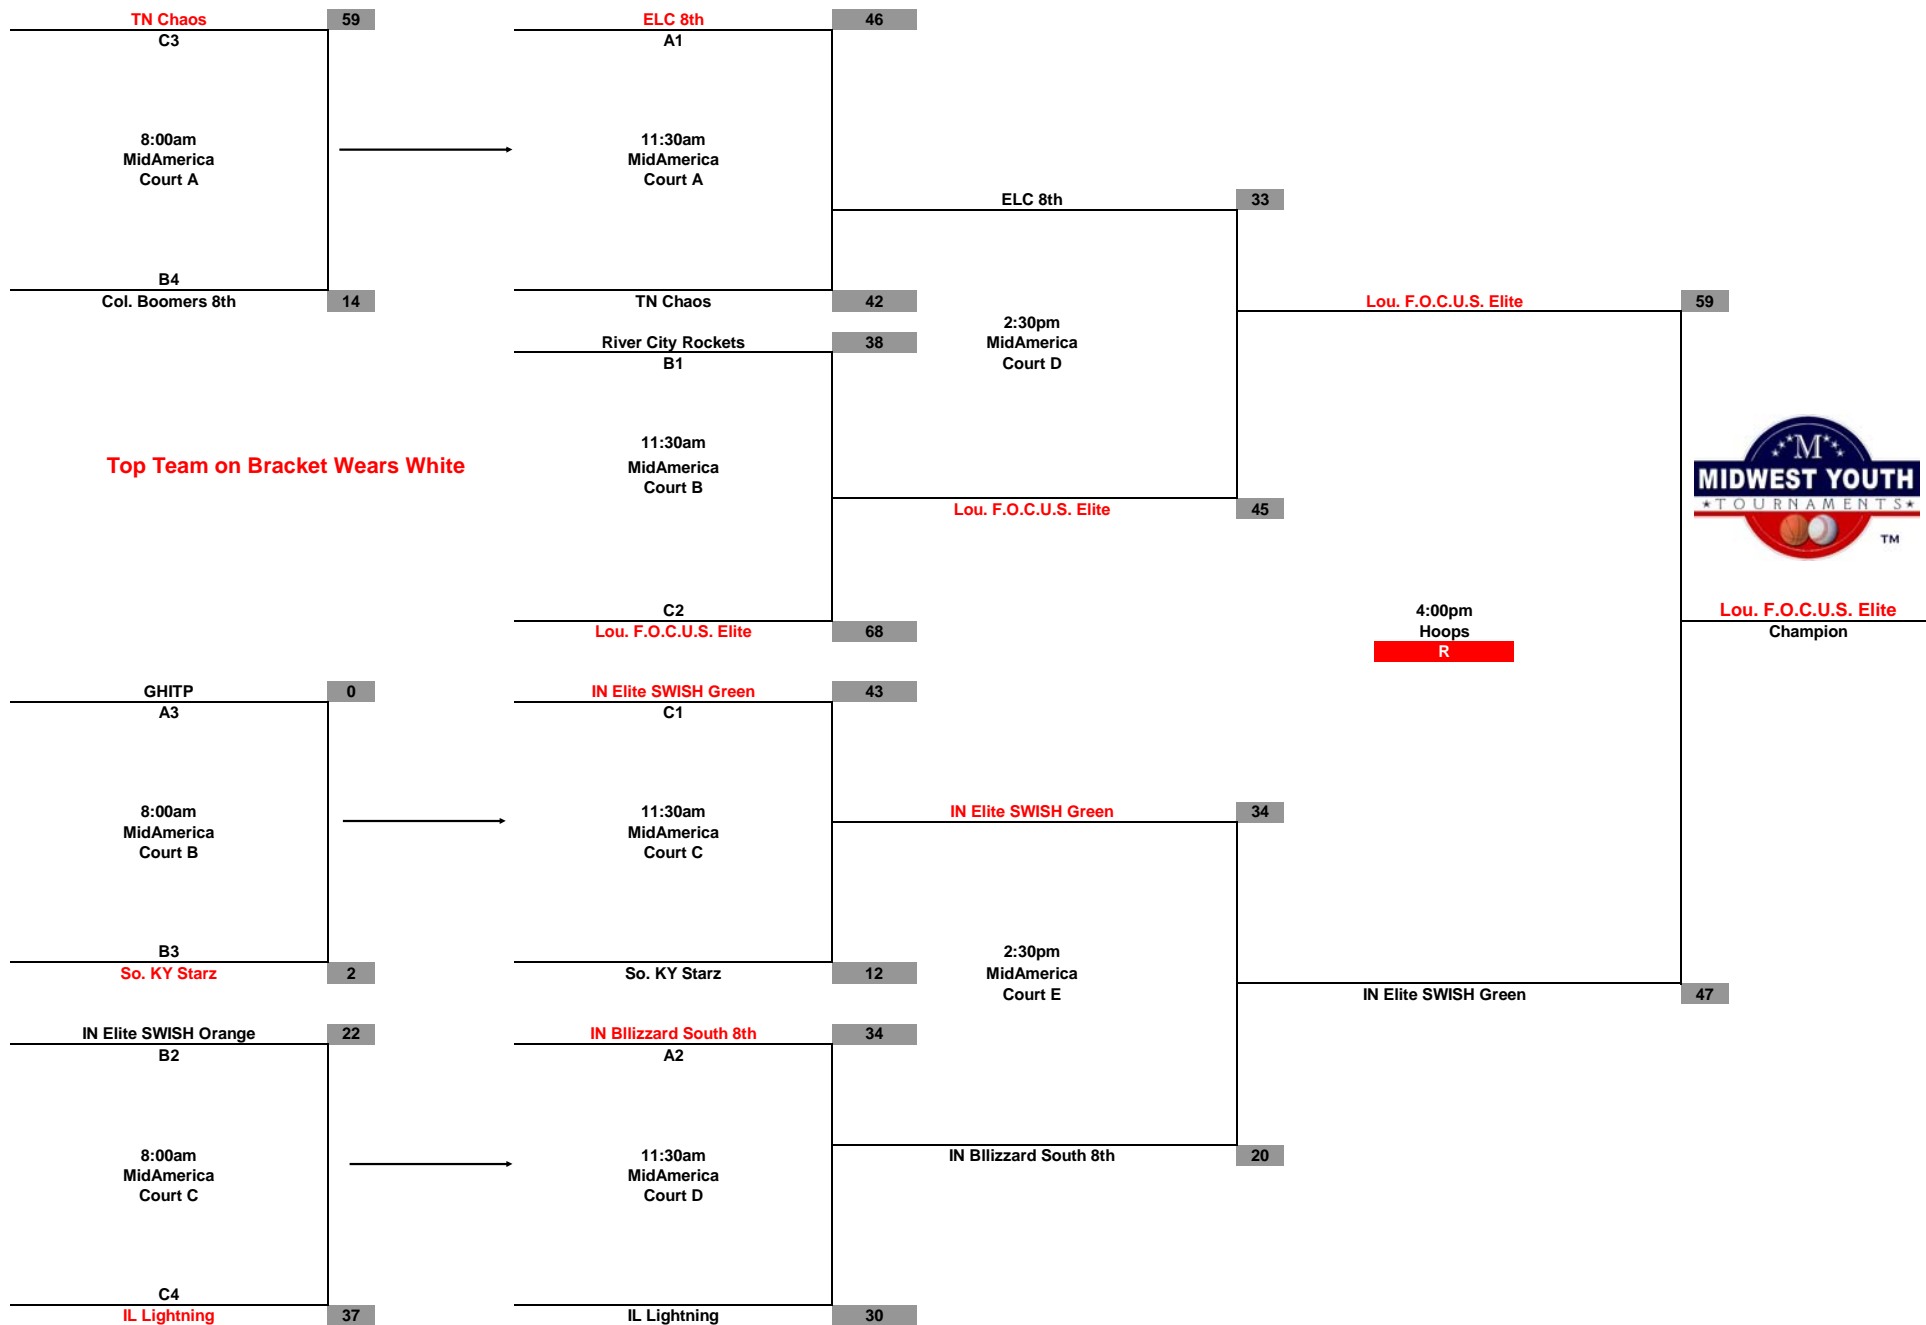 TN Chaos 59
C3
8:00am
MidAmerica
Court A
B4
Col. Boomers 8th 14
ELC 8th 46
A1
11:30am
MidAmerica
Court A
TN Chaos 42
River City Rockets 38
B1
11:30am
MidAmerica
Court B
C2
Lou. F.O.C.U.S. Elite 68
Top Team on Bracket Wears White
GHITP 0
A3
8:00am
MidAmerica
Court B
B3
So. KY Starz 2
IN Elite SWISH Green 43
C1
11:30am
MidAmerica
Court C
So. KY Starz 12
IN Elite SWISH Orange 22
B2
8:00am
MidAmerica
Court C
C4
IL Lightning 37
IN Bllizzard South 8th 34
A2
11:30am
MidAmerica
Court D
IL Lightning 30
ELC 8th 33
2:30pm
MidAmerica
Court D
Lou. F.O.C.U.S. Elite 45
IN Elite SWISH Green 34
2:30pm
MidAmerica
Court E
IN Bllizzard South 8th 20
Lou. F.O.C.U.S. Elite 59
4:00pm
Hoops
R
IN Elite SWISH Green 47
M
MIDWEST YOUTH
TOURNAMENTS
TM
Lou. F.O.C.U.S. Elite
Champion